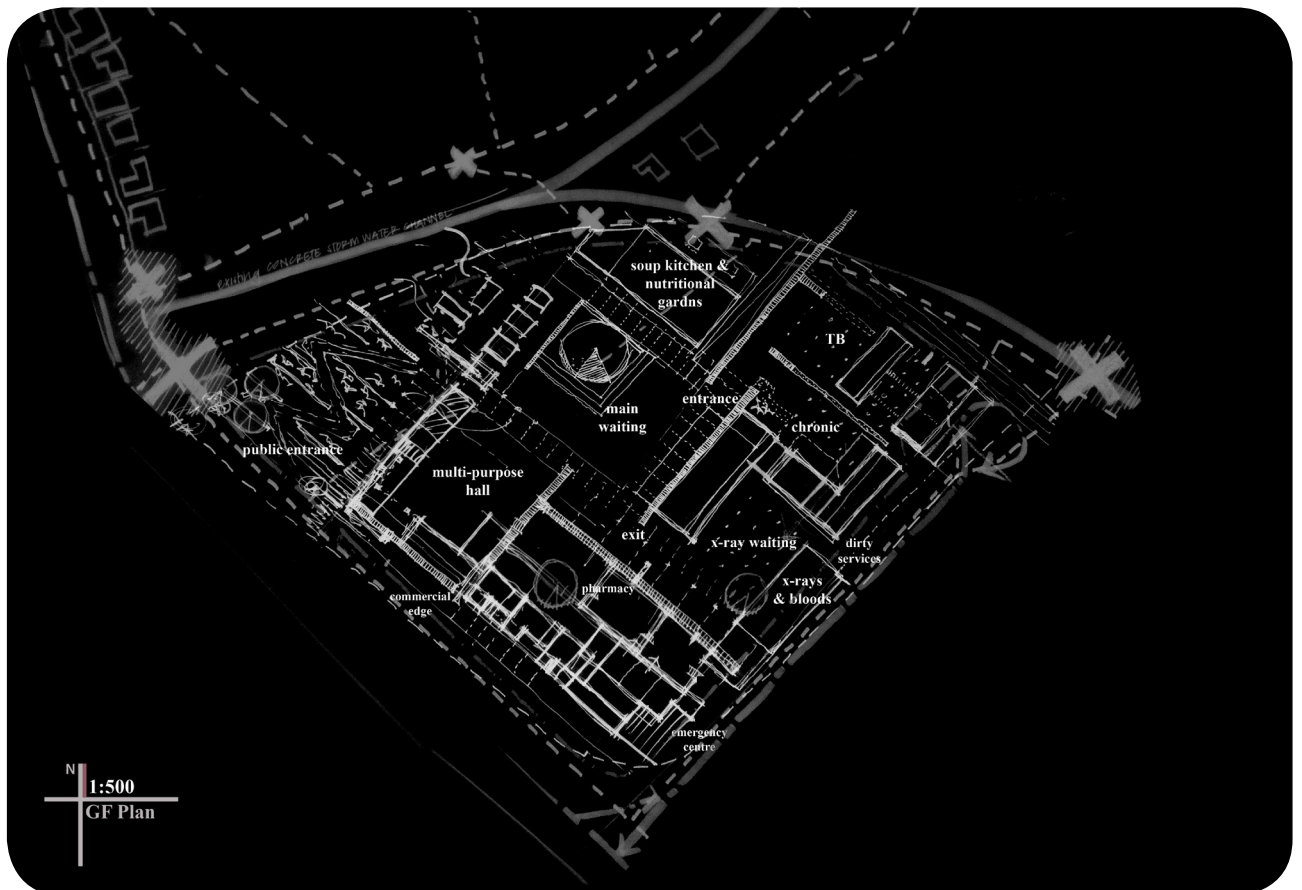 existing CONCRETE STORM WATER CHANNEL
soup kitchen &
nutritional
gardns
TB
main
waiting
entrance
chronic
public entrance
multi-purpose
hall
exit
x-ray waiting
dirty
services
pharmacy
x-rays
& bloods
commercial
edge
emergency
centre
N
1:500
GF Plan